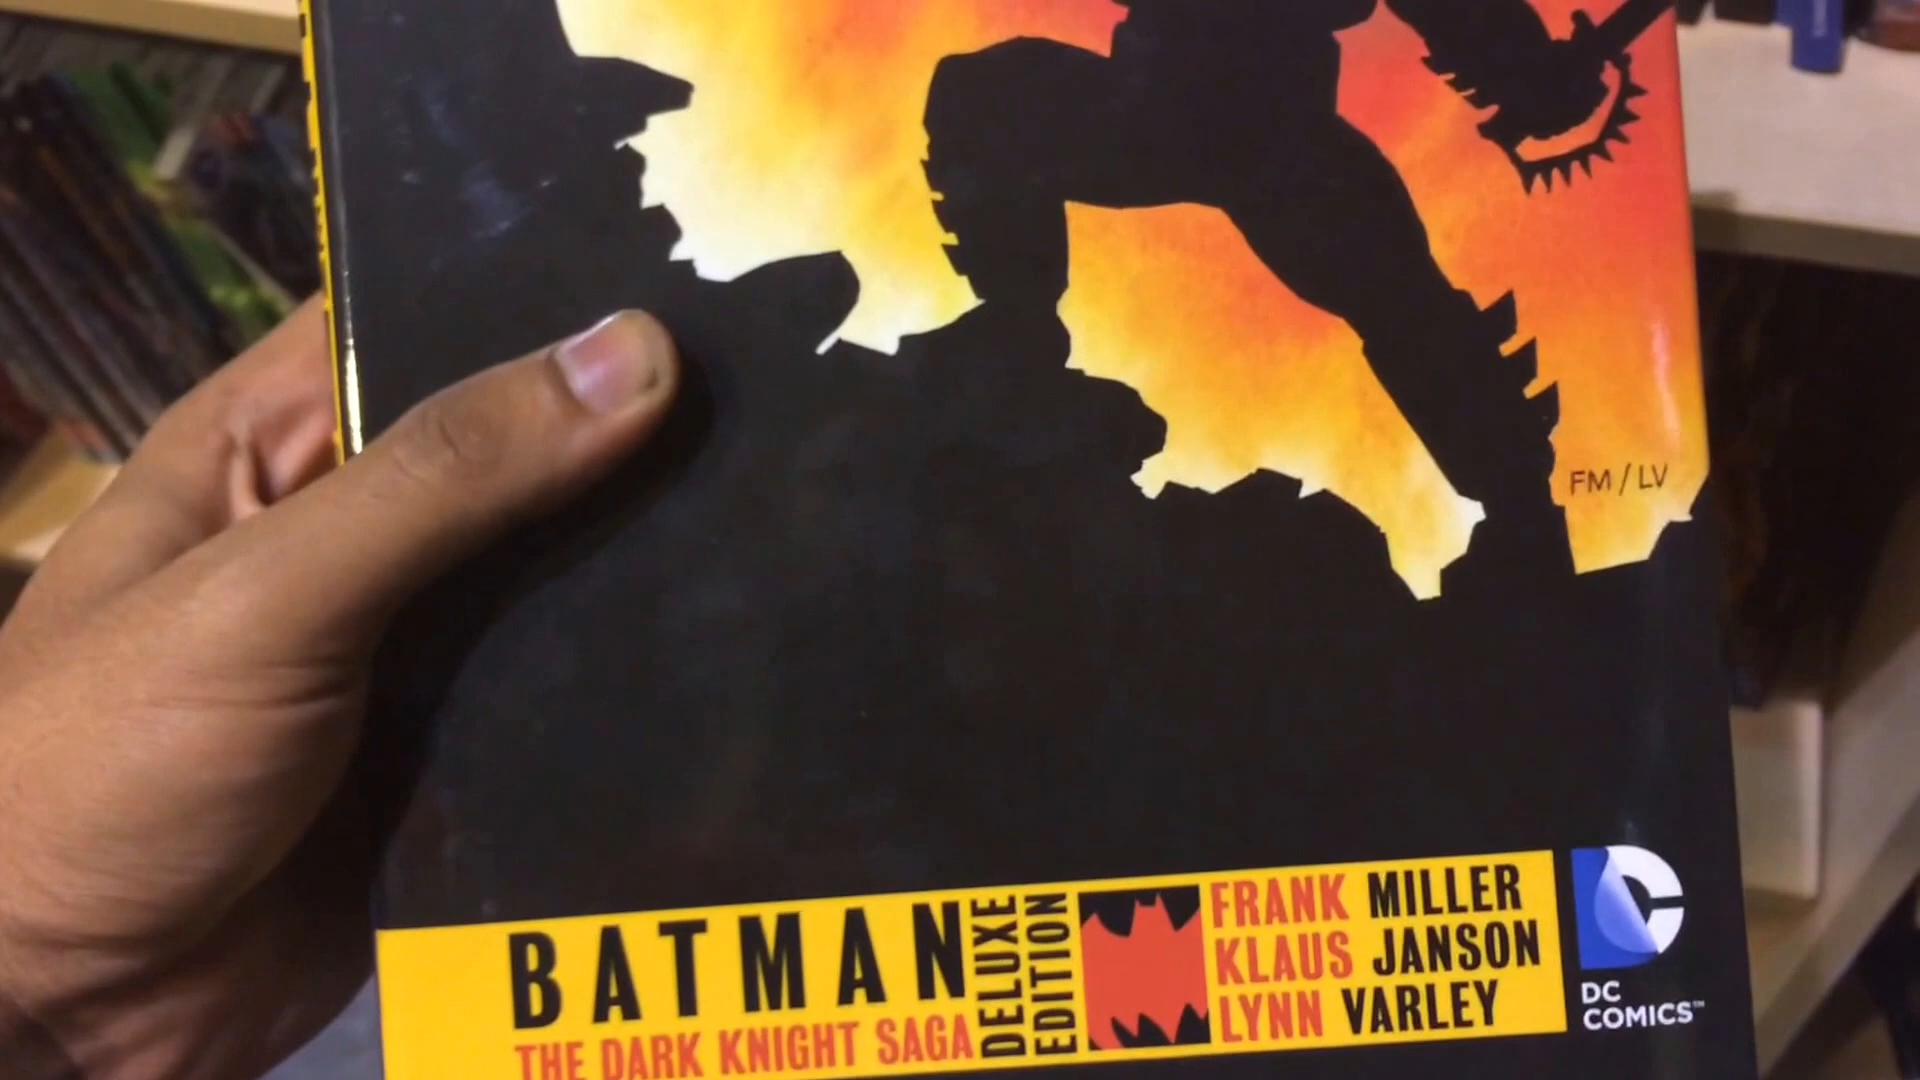 FM / LV
BATMAN
THE DARK KNIGHT SAGA
DELUXE
EDITION
FRANK MILLER
KLAUS JANSON
LYNN VARLEY
DC
COMICS™